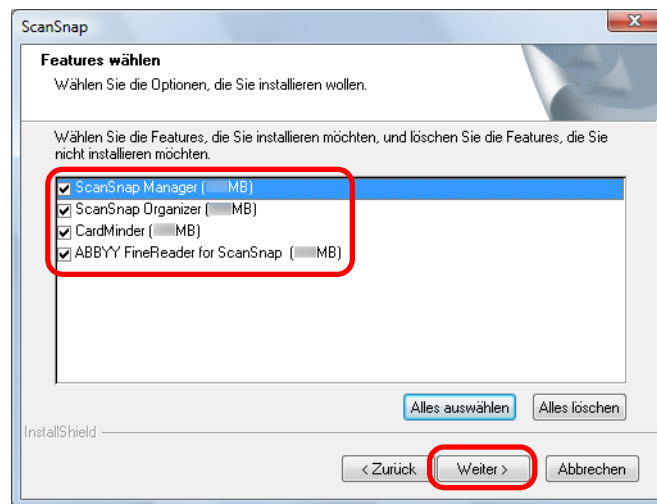 ScanSnap
Features wählen
Wählen Sie die Optionen, die Sie installieren wollen.
Wählen Sie die Features, die Sie installieren möchten, und löschen Sie die Features, die Sie
nicht installieren möchten.
ScanSnap Manager ( MB)
ScanSnap Organizer ( MB)
CardMinder ( MB)
ABBYY FineReader for ScanSnap ( MB)
Alles auswählen Alles löschen
InstallShield
< Zurück Weiter > Abbrechen